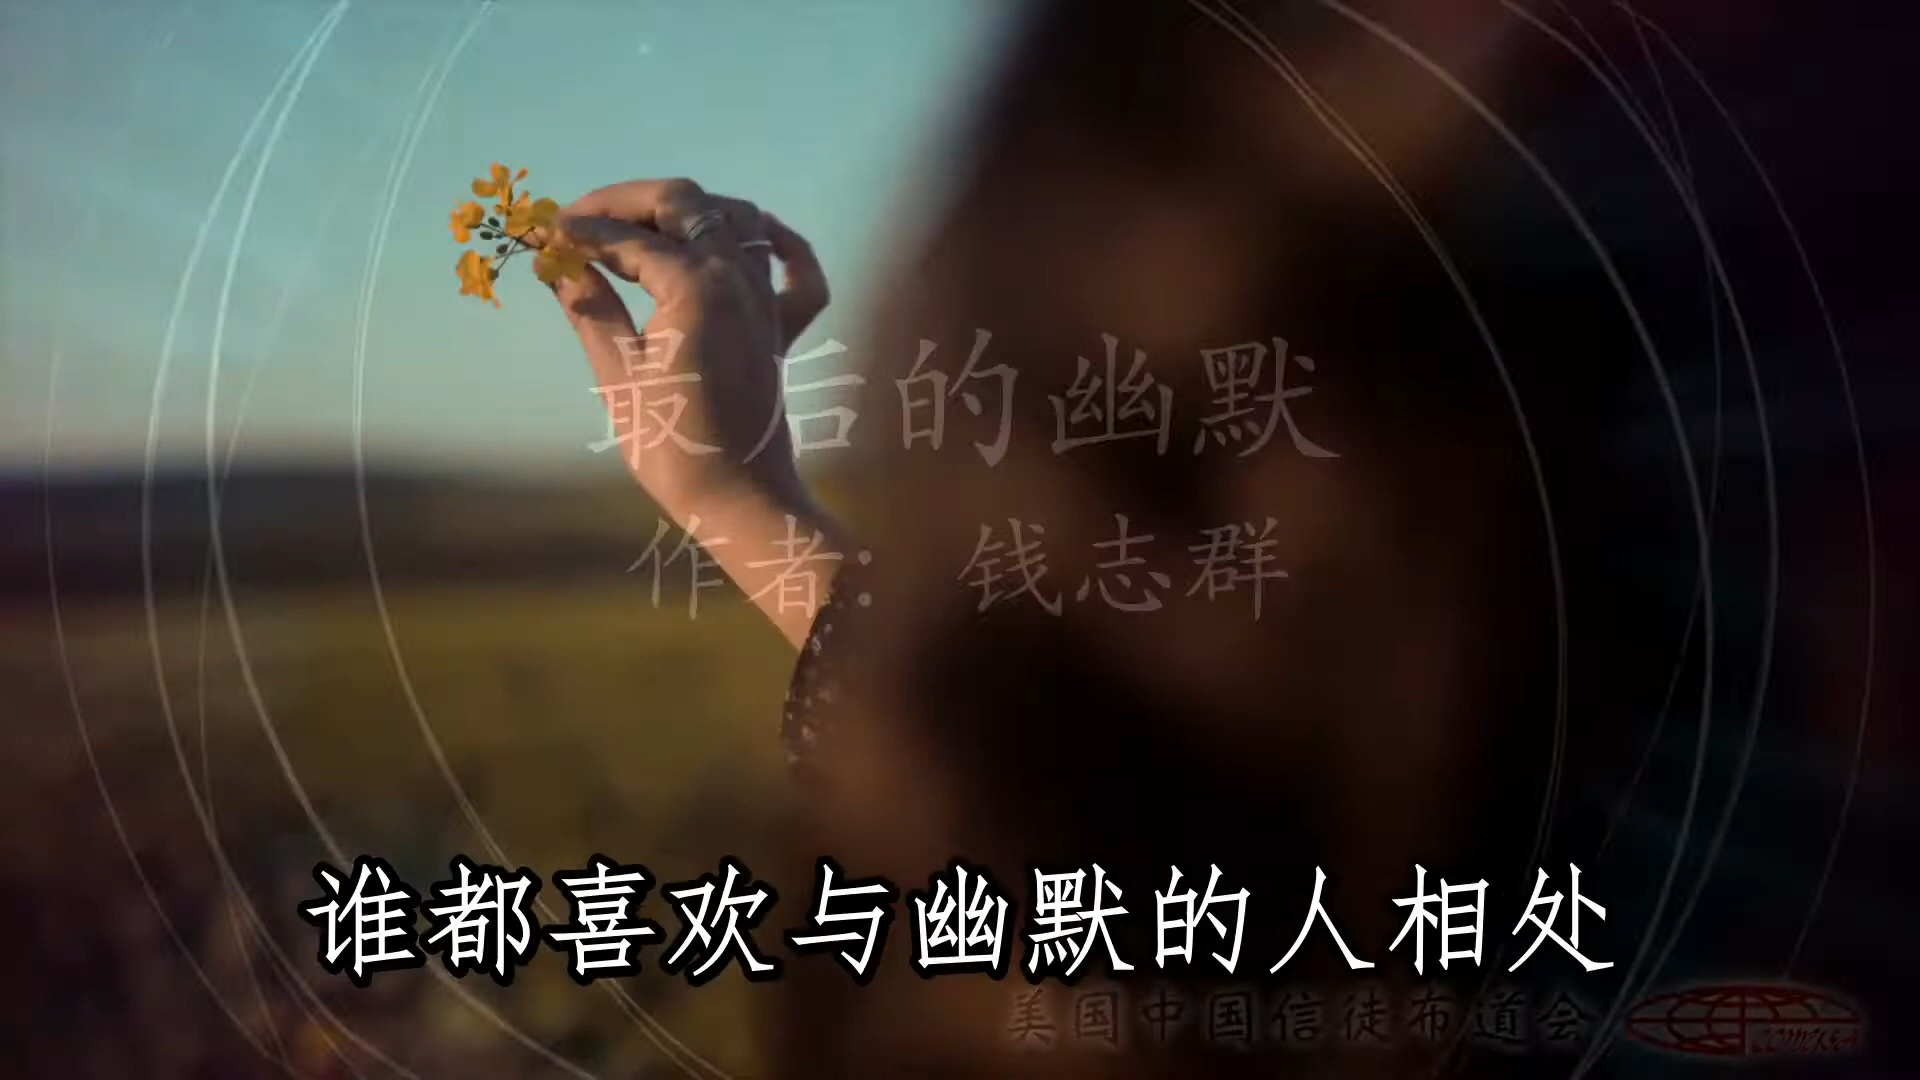 最后的幽默
作者：钱志群
谁都喜欢与幽默的人相处
美国中国信徒布道会